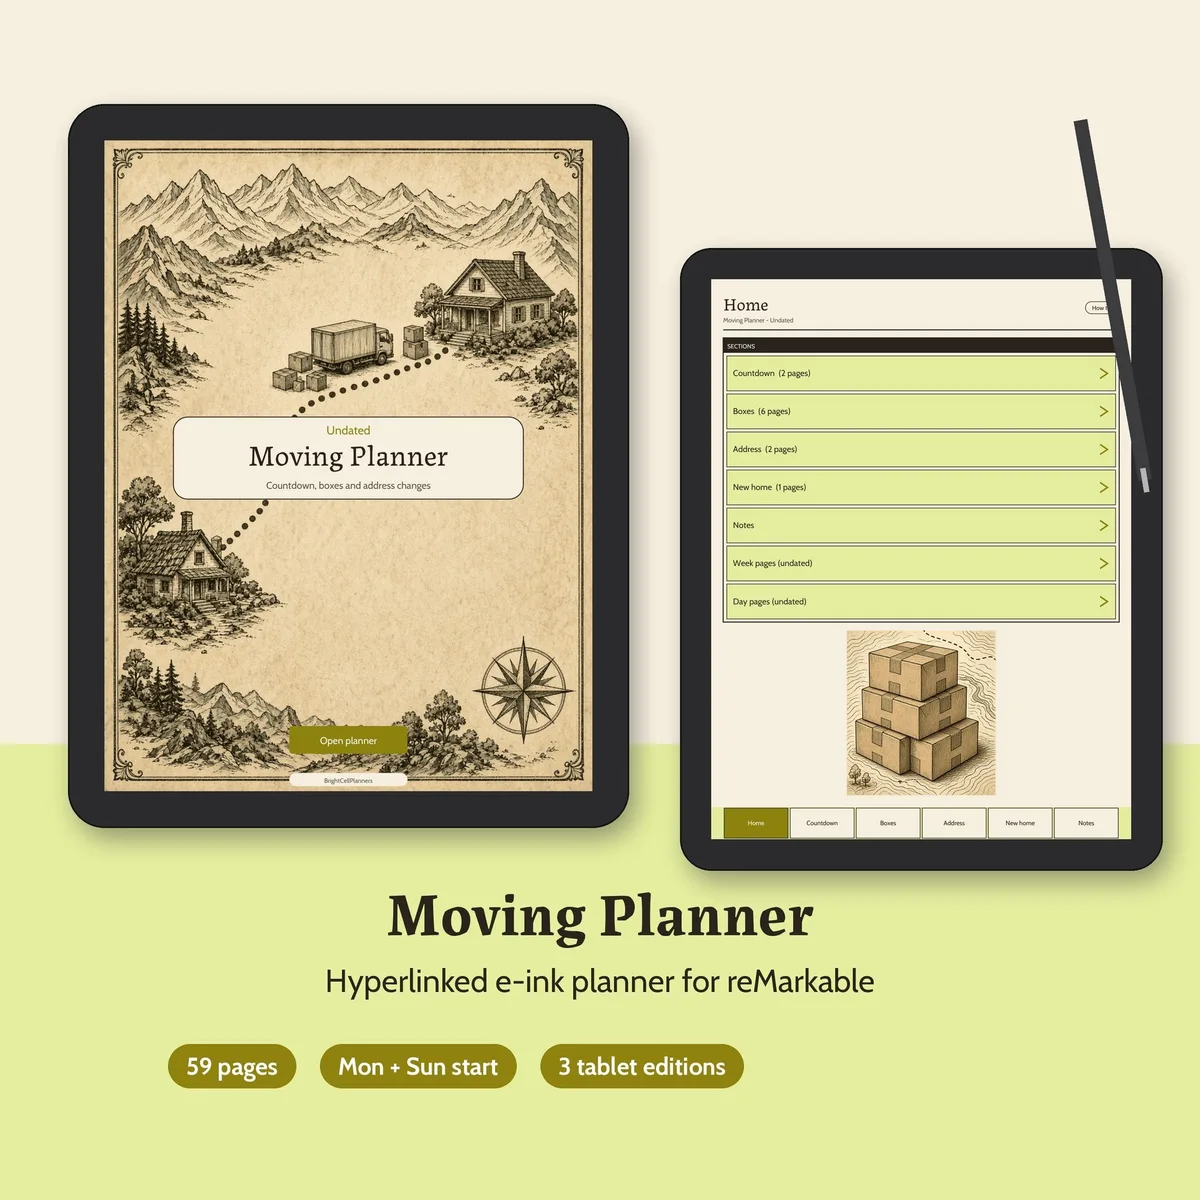 Undated
Moving Planner
Countdown, boxes and address changes
Open planner
BrightCellPlanners
Home
Moving Planner - Undated
How
SECTIONS
Countdown (2 pages)
Boxes (6 pages)
Address (2 pages)
New home (1 pages)
Notes
Week pages (undated)
Day pages (undated)
Home Countdown Boxes Address New home Notes
Moving Planner
Hyperlinked e-ink planner for reMarkable
59 pages Mon + Sun start 3 tablet editions